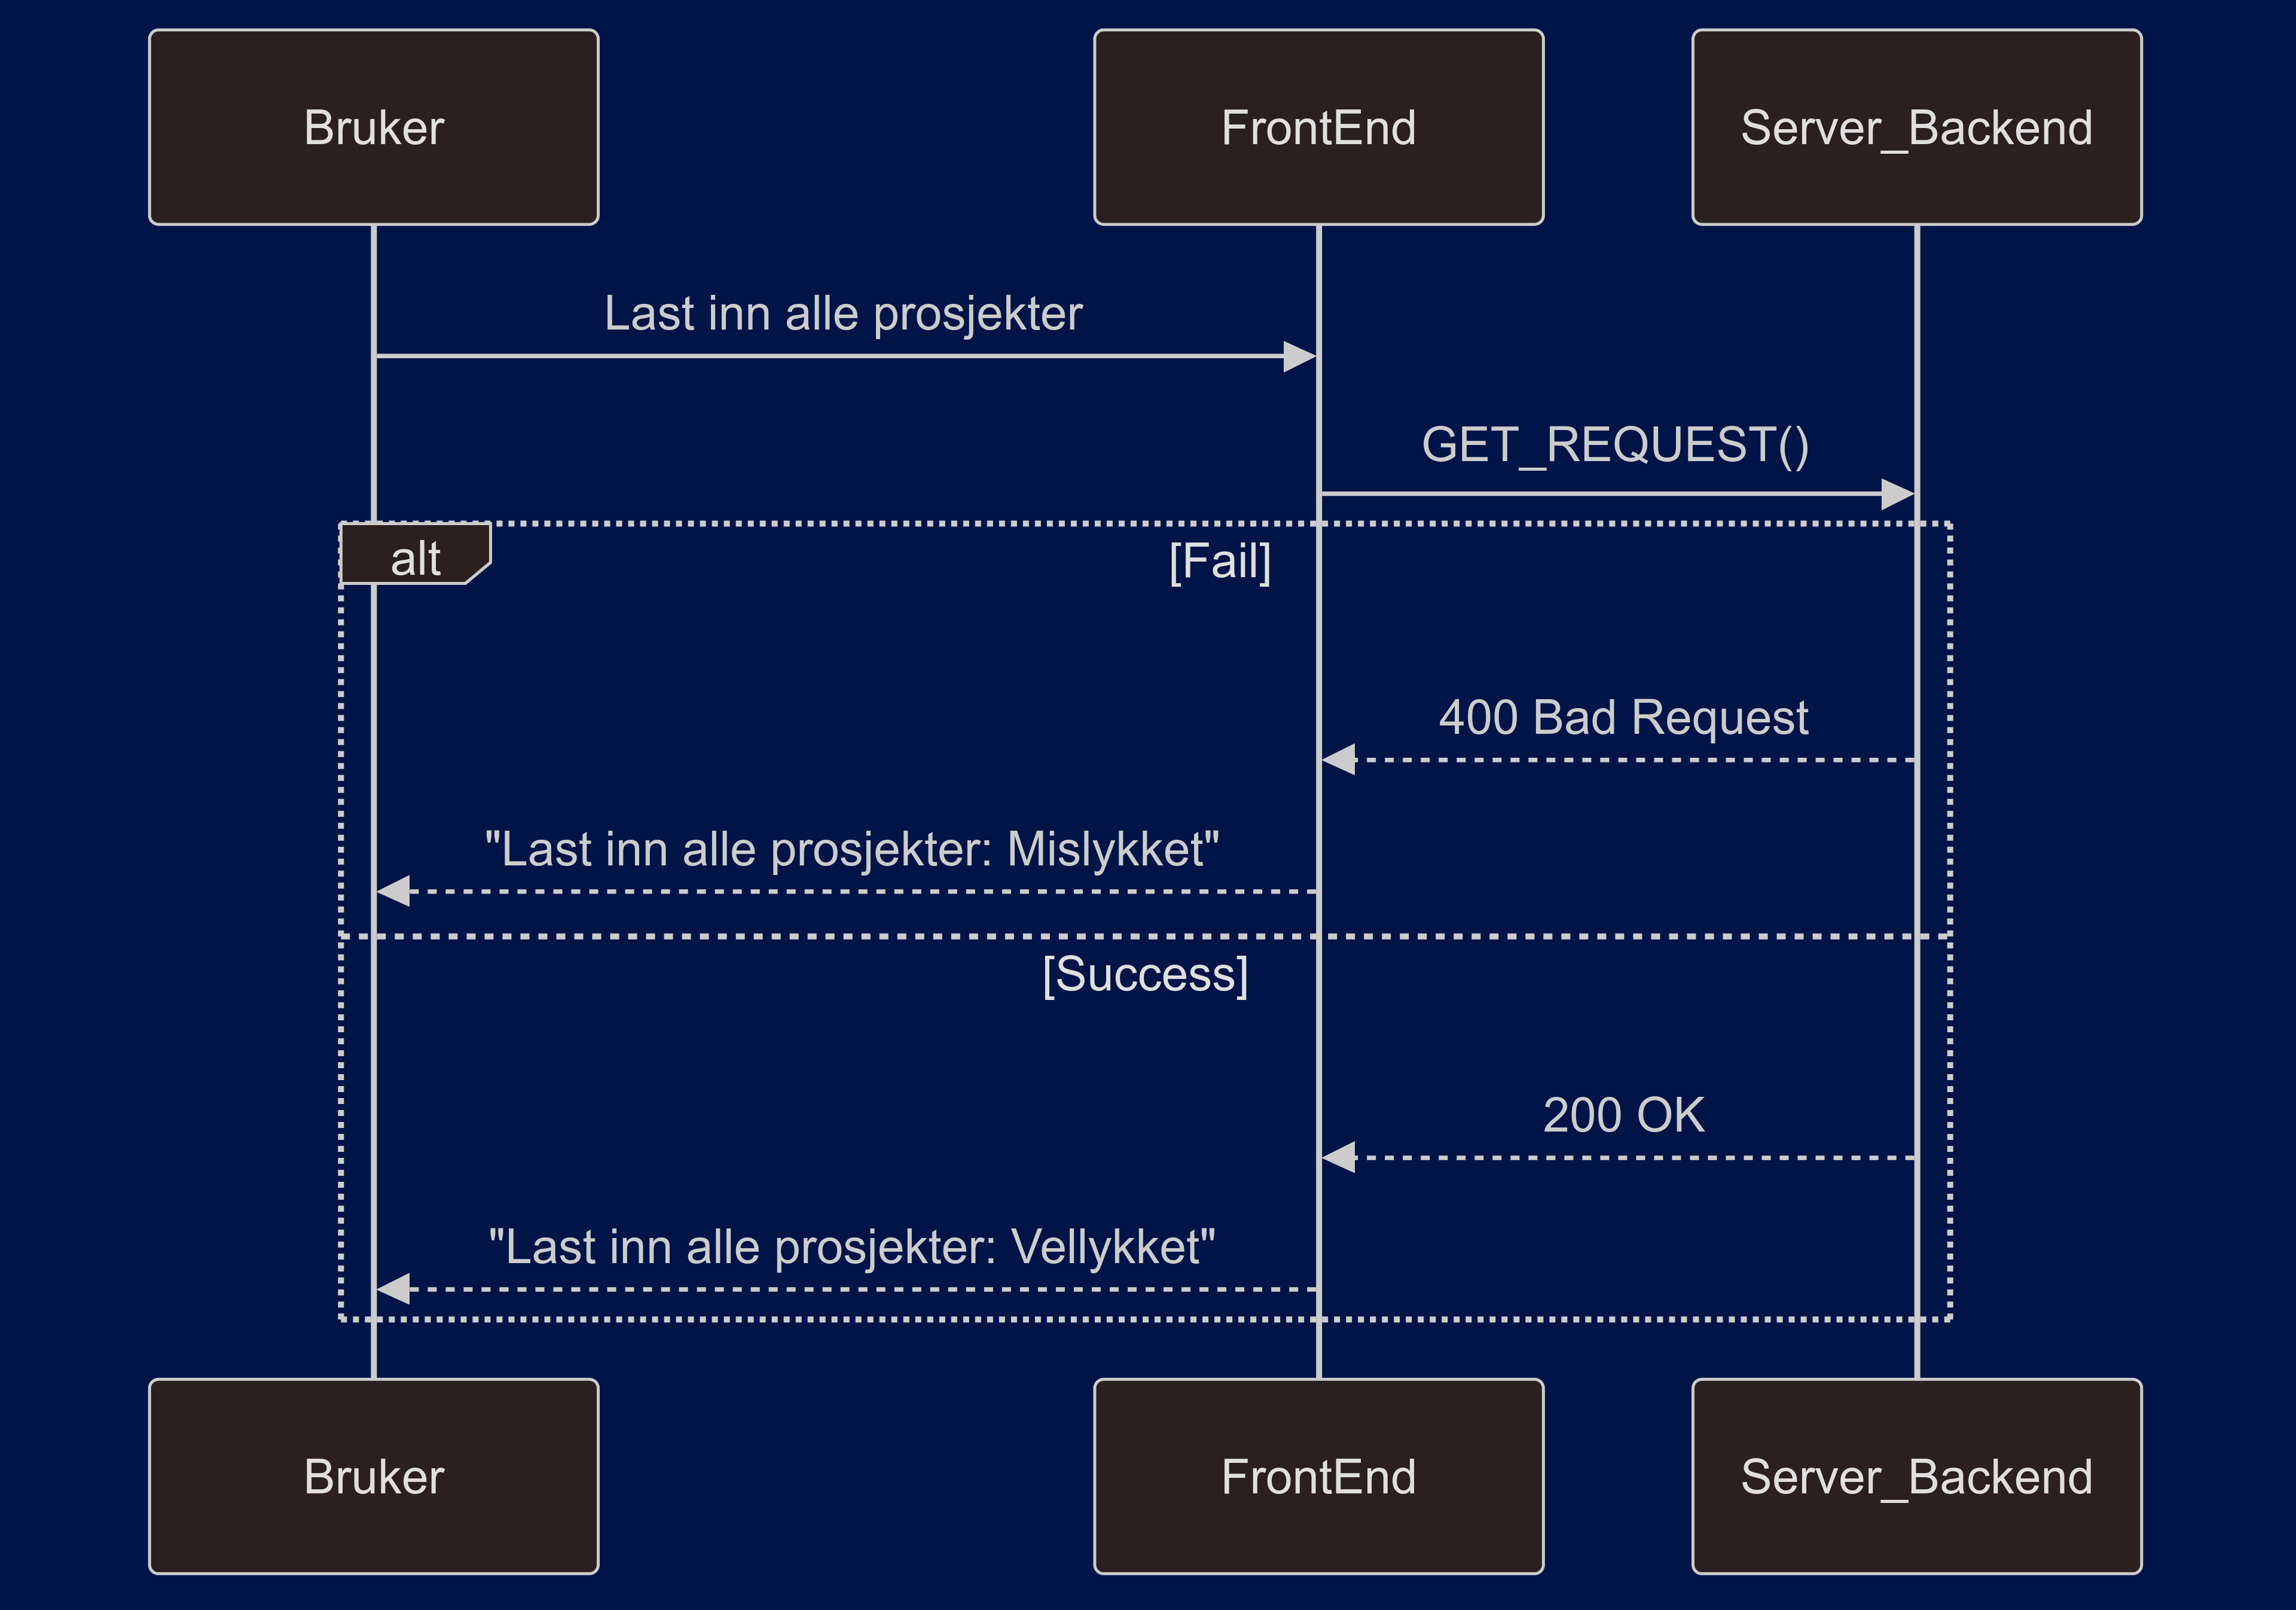 Bruker
FrontEnd
Server_Backend
Last inn alle prosjekter
GET_REQUEST()
alt
[Fail]
400 Bad Request
"Last inn alle prosjekter: Mislykket"
[Success]
200 OK
"Last inn alle prosjekter: Vellykket"
Bruker
FrontEnd
Server_Backend